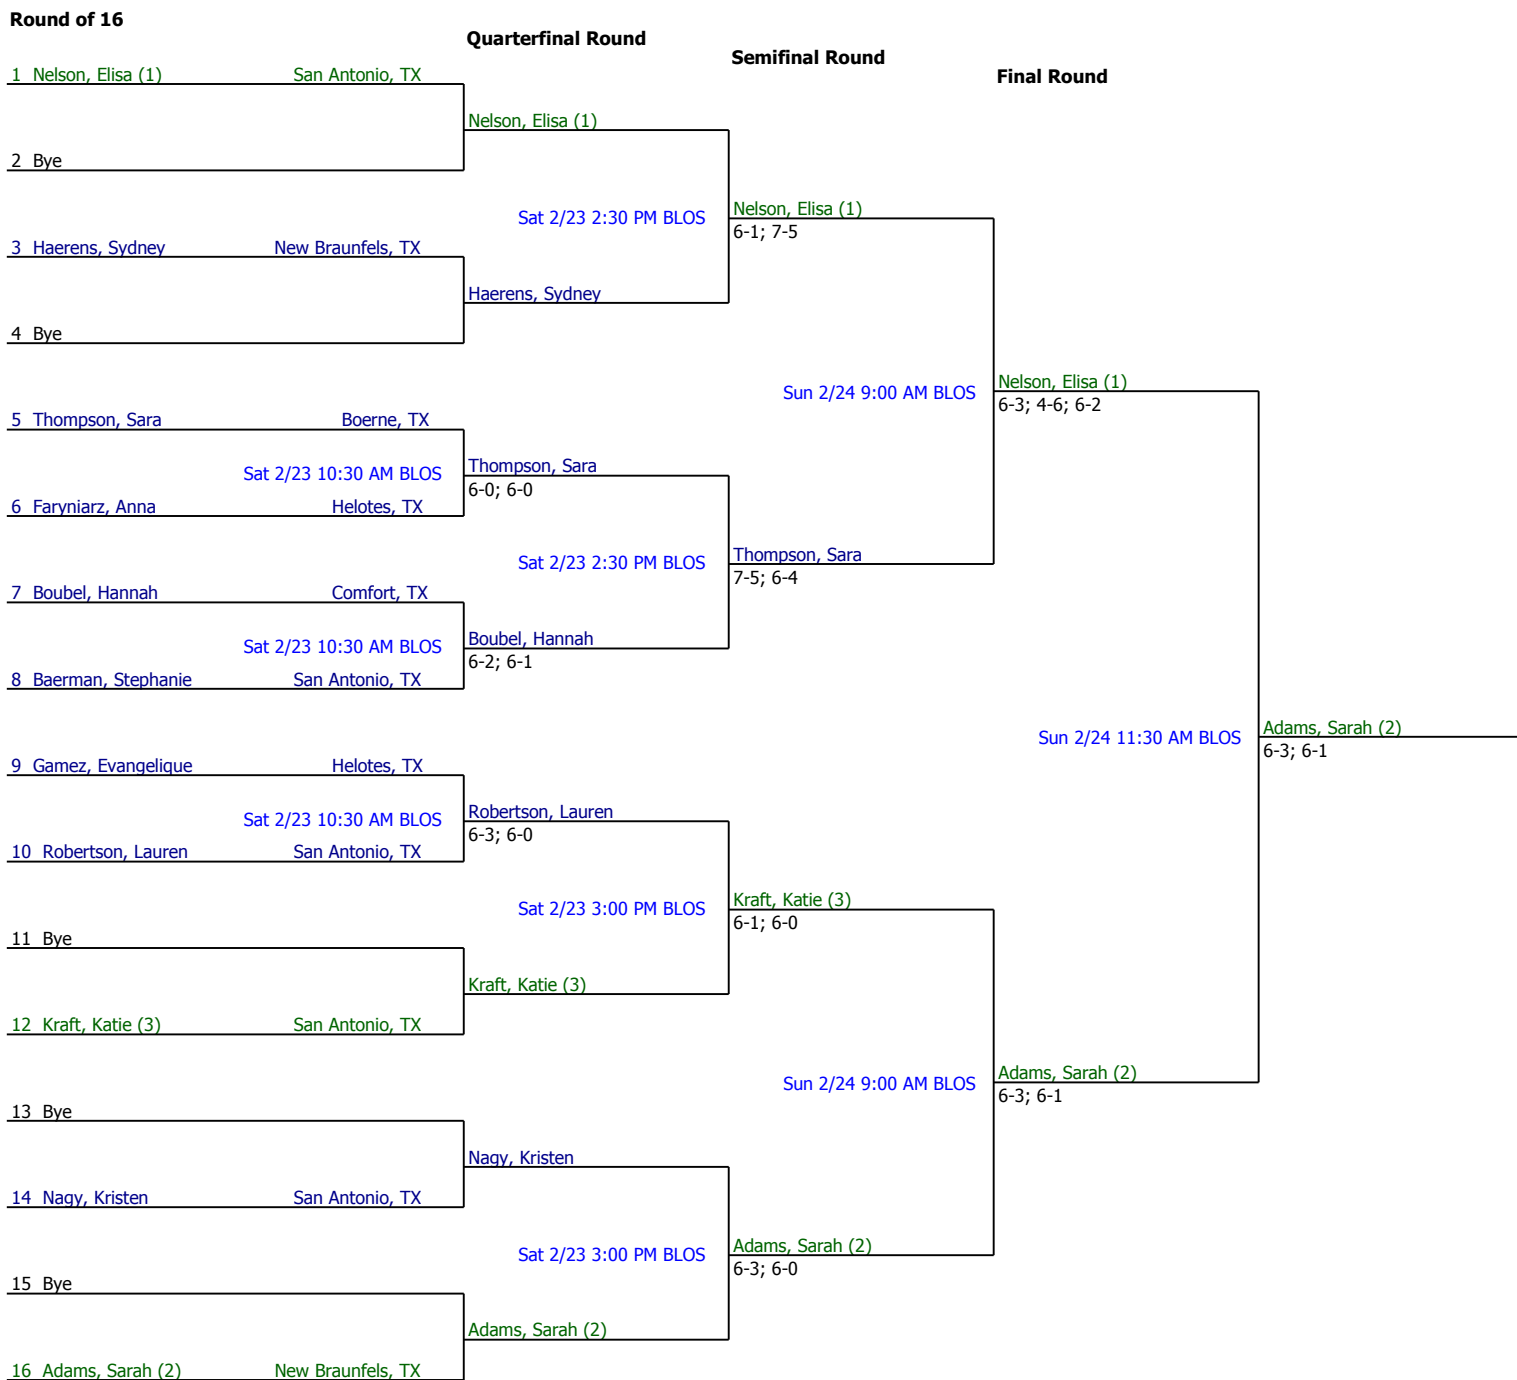 Round of 16
Quarterfinal Round
Semifinal Round
Final Round
1 Nelson, Elisa (1) San Antonio, TX
Nelson, Elisa (1)
2 Bye
Sat 2/23 2:30 PM BLOS
Nelson, Elisa (1)
6-1; 7-5
3 Haerens, Sydney New Braunfels, TX
Haerens, Sydney
4 Bye
Sun 2/24 9:00 AM BLOS
Nelson, Elisa (1)
6-3; 4-6; 6-2
5 Thompson, Sara Boerne, TX
Sat 2/23 10:30 AM BLOS
Thompson, Sara
6-0; 6-0
6 Faryniarz, Anna Helotes, TX
Sat 2/23 2:30 PM BLOS
Thompson, Sara
7-5; 6-4
7 Boubel, Hannah Comfort, TX
Sat 2/23 10:30 AM BLOS
Boubel, Hannah
6-2; 6-1
8 Baerman, Stephanie San Antonio, TX
Sun 2/24 11:30 AM BLOS
Adams, Sarah (2)
6-3; 6-1
9 Gamez, Evangelique Helotes, TX
Sat 2/23 10:30 AM BLOS
Robertson, Lauren
6-3; 6-0
10 Robertson, Lauren San Antonio, TX
Sat 2/23 3:00 PM BLOS
Kraft, Katie (3)
6-1; 6-0
11 Bye
Kraft, Katie (3)
12 Kraft, Katie (3) San Antonio, TX
Sun 2/24 9:00 AM BLOS
Adams, Sarah (2)
6-3; 6-1
13 Bye
Nagy, Kristen
14 Nagy, Kristen San Antonio, TX
Sat 2/23 3:00 PM BLOS
Adams, Sarah (2)
6-3; 6-0
15 Bye
Adams, Sarah (2)
16 Adams, Sarah (2) New Braunfels, TX